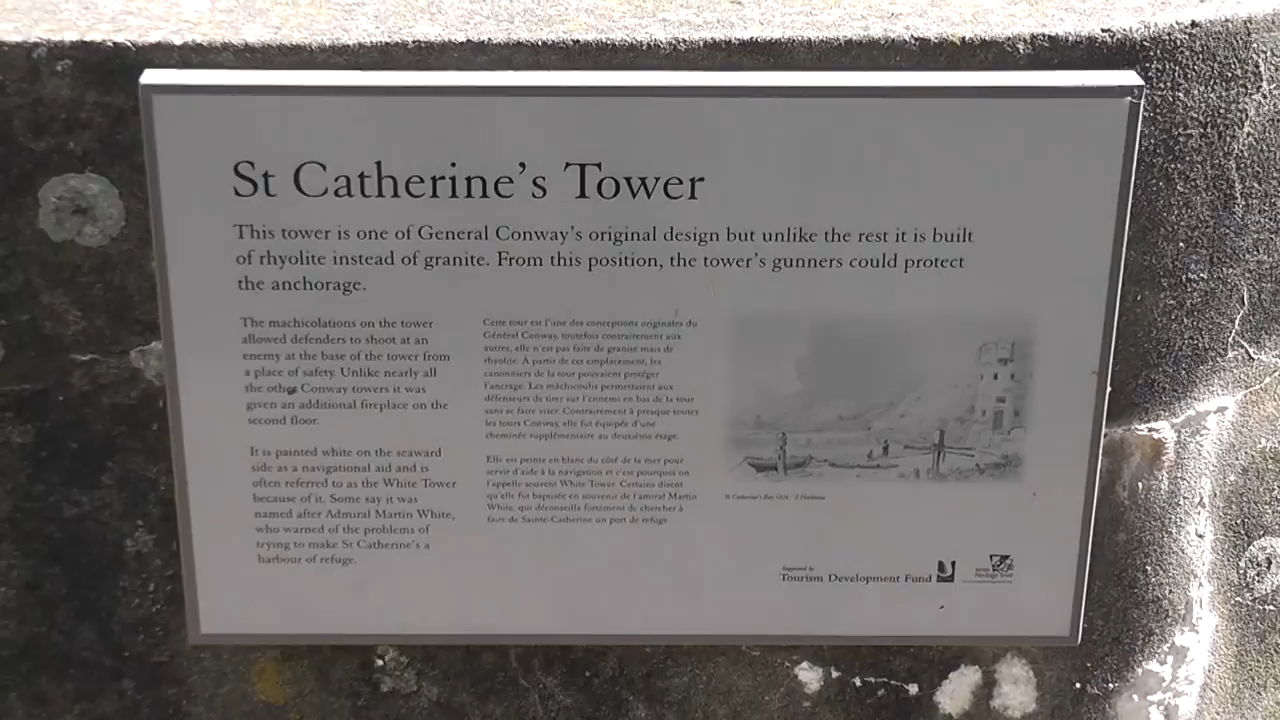 St Catherine's Tower
This tower is one of General Conway's original design but unlike the rest it is built
of rhyolite instead of granite. From this position, the tower's gunners could protect
the anchorage.
The machicolations on the tower
allowed defenders to shoot at an
enemy at the base of the tower from
a place of safety. Unlike nearly all
the other Conway towers it was
given an additional fireplace on the
second floor.
It is painted white on the seaward
side as a navigational aid and is
often referred to as the White Tower
because of it. Some say it was
named after Admiral Martin White,
who warned of the problems of
trying to make St Catherine's a
harbour of refuge.
Cette tour est l'une des conceptions originales du
Général Conway, toutefois contrairement aux
autres, elle n'est pas faite de granite mais de
rhyolite. À partir de cet emplacement, les
canonniers de la tour pouvaient protéger
l'ancrage. Les mâchicoulis permettaient aux
défenseurs de tirer sur l'ennemi en bas de la tour
sans se faire viser. Contrairement à presque toutes
les tours Conway, elle fut équipée d'une
cheminée supplémentaire au deuxième étage.
Elle est peinte en blanc du côté de la mer pour
servir d'aide à la navigation et c'est pourquoi on
l'appelle souvent White Tower. Certains disent
qu'elle fut baptisée en souvenir de l'amiral Martin
White, qui déconseilla fortement de chercher à
faire de Sainte-Catherine un port de refuge.
St Catherine's Bay
Supported by
Tourism Development Fund
Heritage Trust